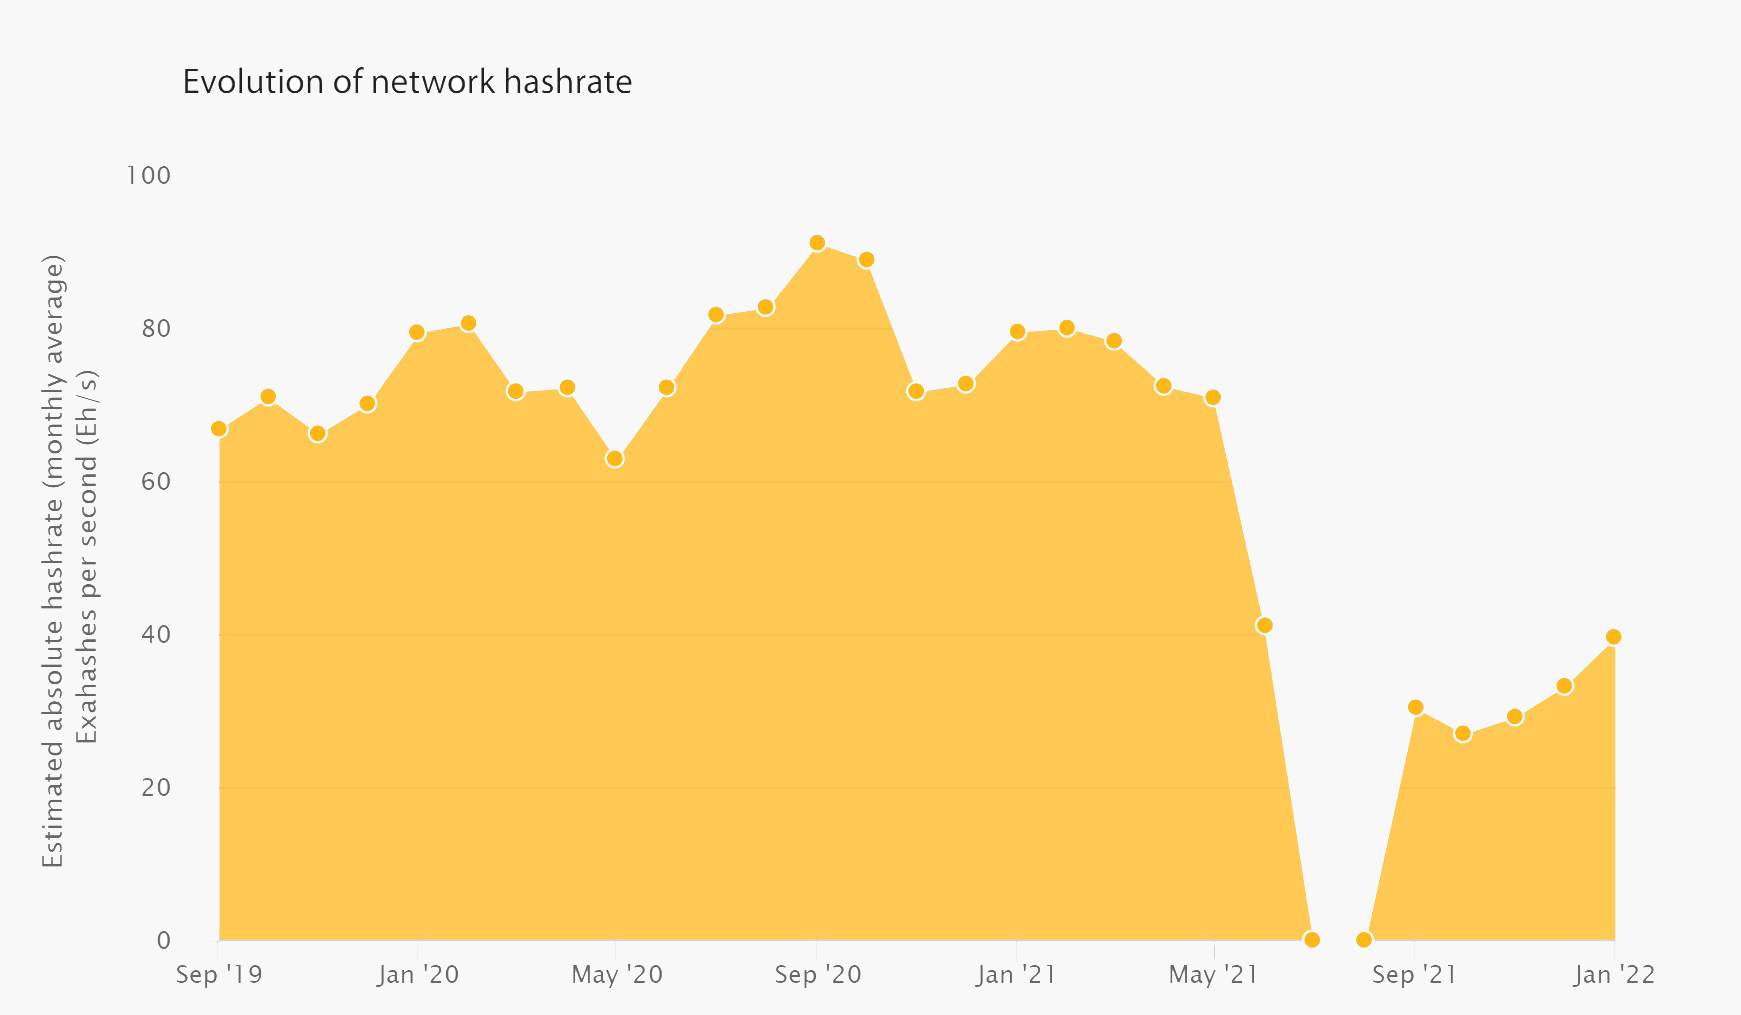 Evolution of network hashrate
Estimated absolute hashrate (monthly average)
Exahashes per second (Eh/s)
100
80
60
40
20
0
Sep '19
Jan '20
May '20
Sep '20
Jan '21
May '21
Sep '21
Jan '22